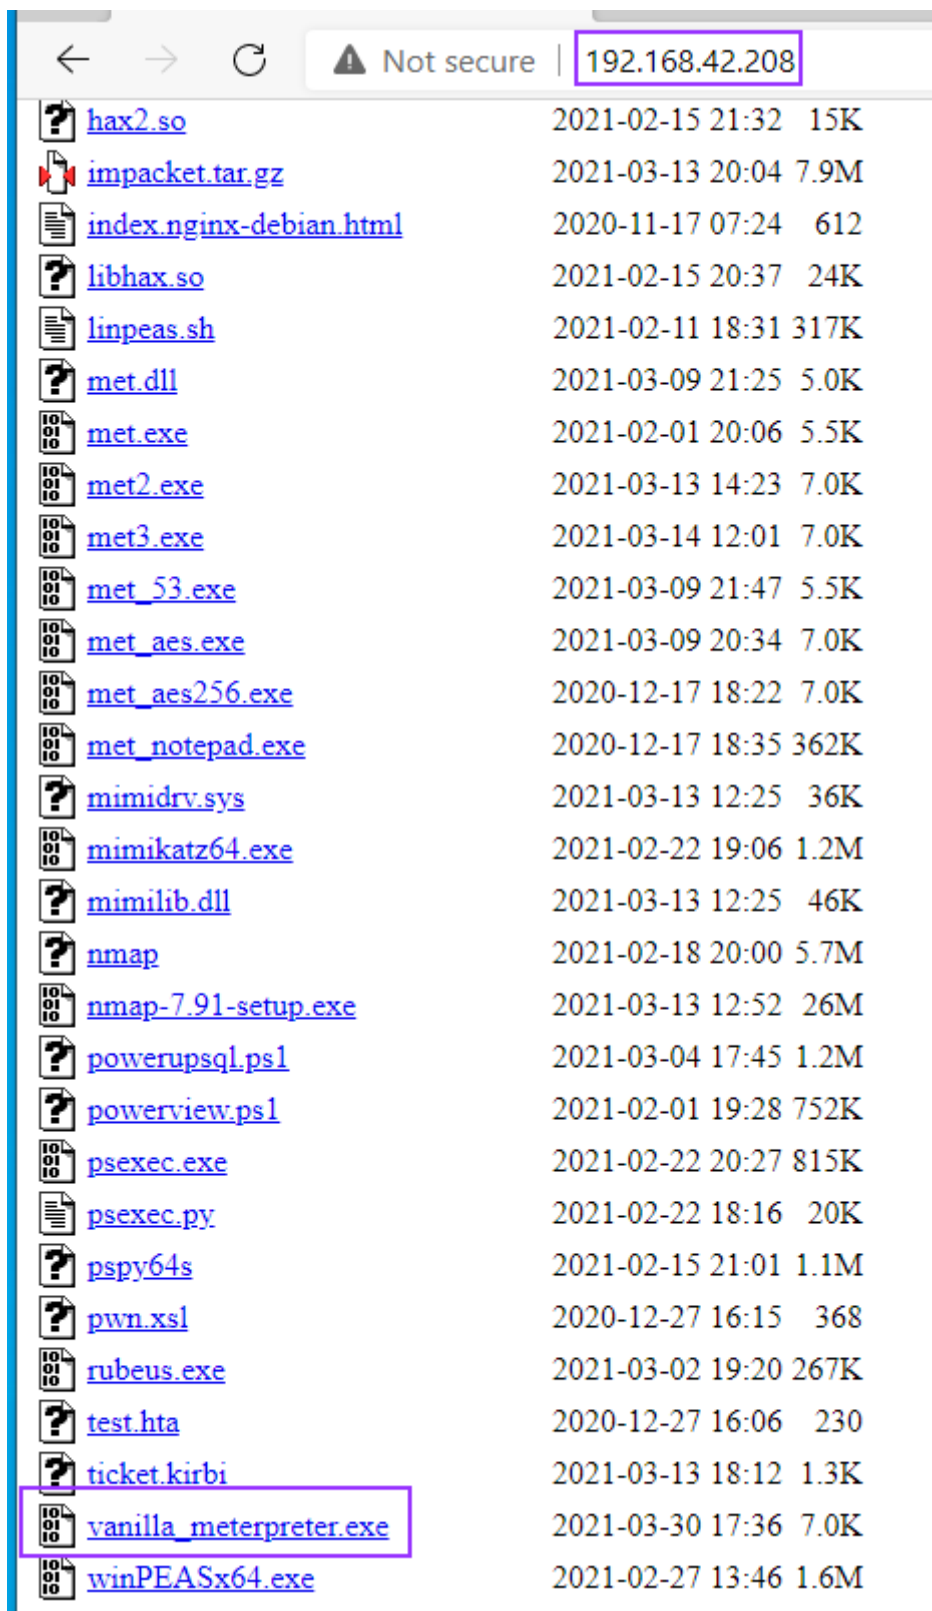 Not secure | 192.168.42.208
hax2.so 2021-02-15 21:32 15K
impacket.tar.gz 2021-03-13 20:04 7.9M
index.nginx-debian.html 2020-11-17 07:24 612
libhax.so 2021-02-15 20:37 24K
linpeas.sh 2021-02-11 18:31 317K
met.dll 2021-03-09 21:25 5.0K
met.exe 2021-02-01 20:06 5.5K
met2.exe 2021-03-13 14:23 7.0K
met3.exe 2021-03-14 12:01 7.0K
met_53.exe 2021-03-09 21:47 5.5K
met_aes.exe 2021-03-09 20:34 7.0K
met_aes256.exe 2020-12-17 18:22 7.0K
met_notepad.exe 2020-12-17 18:35 362K
mimidrv.sys 2021-03-13 12:25 36K
mimikatz64.exe 2021-02-22 19:06 1.2M
mimilib.dll 2021-03-13 12:25 46K
nmap 2021-02-18 20:00 5.7M
nmap-7.91-setup.exe 2021-03-13 12:52 26M
powerupsql.ps1 2021-03-04 17:45 1.2M
powerview.ps1 2021-02-01 19:28 752K
psexec.exe 2021-02-22 20:27 815K
psexec.py 2021-02-22 18:16 20K
pspy64s 2021-02-15 21:01 1.1M
pwn.xsl 2020-12-27 16:15 368
rubeus.exe 2021-03-02 19:20 267K
test.hta 2020-12-27 16:06 230
ticket.kirbi 2021-03-13 18:12 1.3K
vanilla_meterpreter.exe 2021-03-30 17:36 7.0K
winPEASx64.exe 2021-02-27 13:46 1.6M